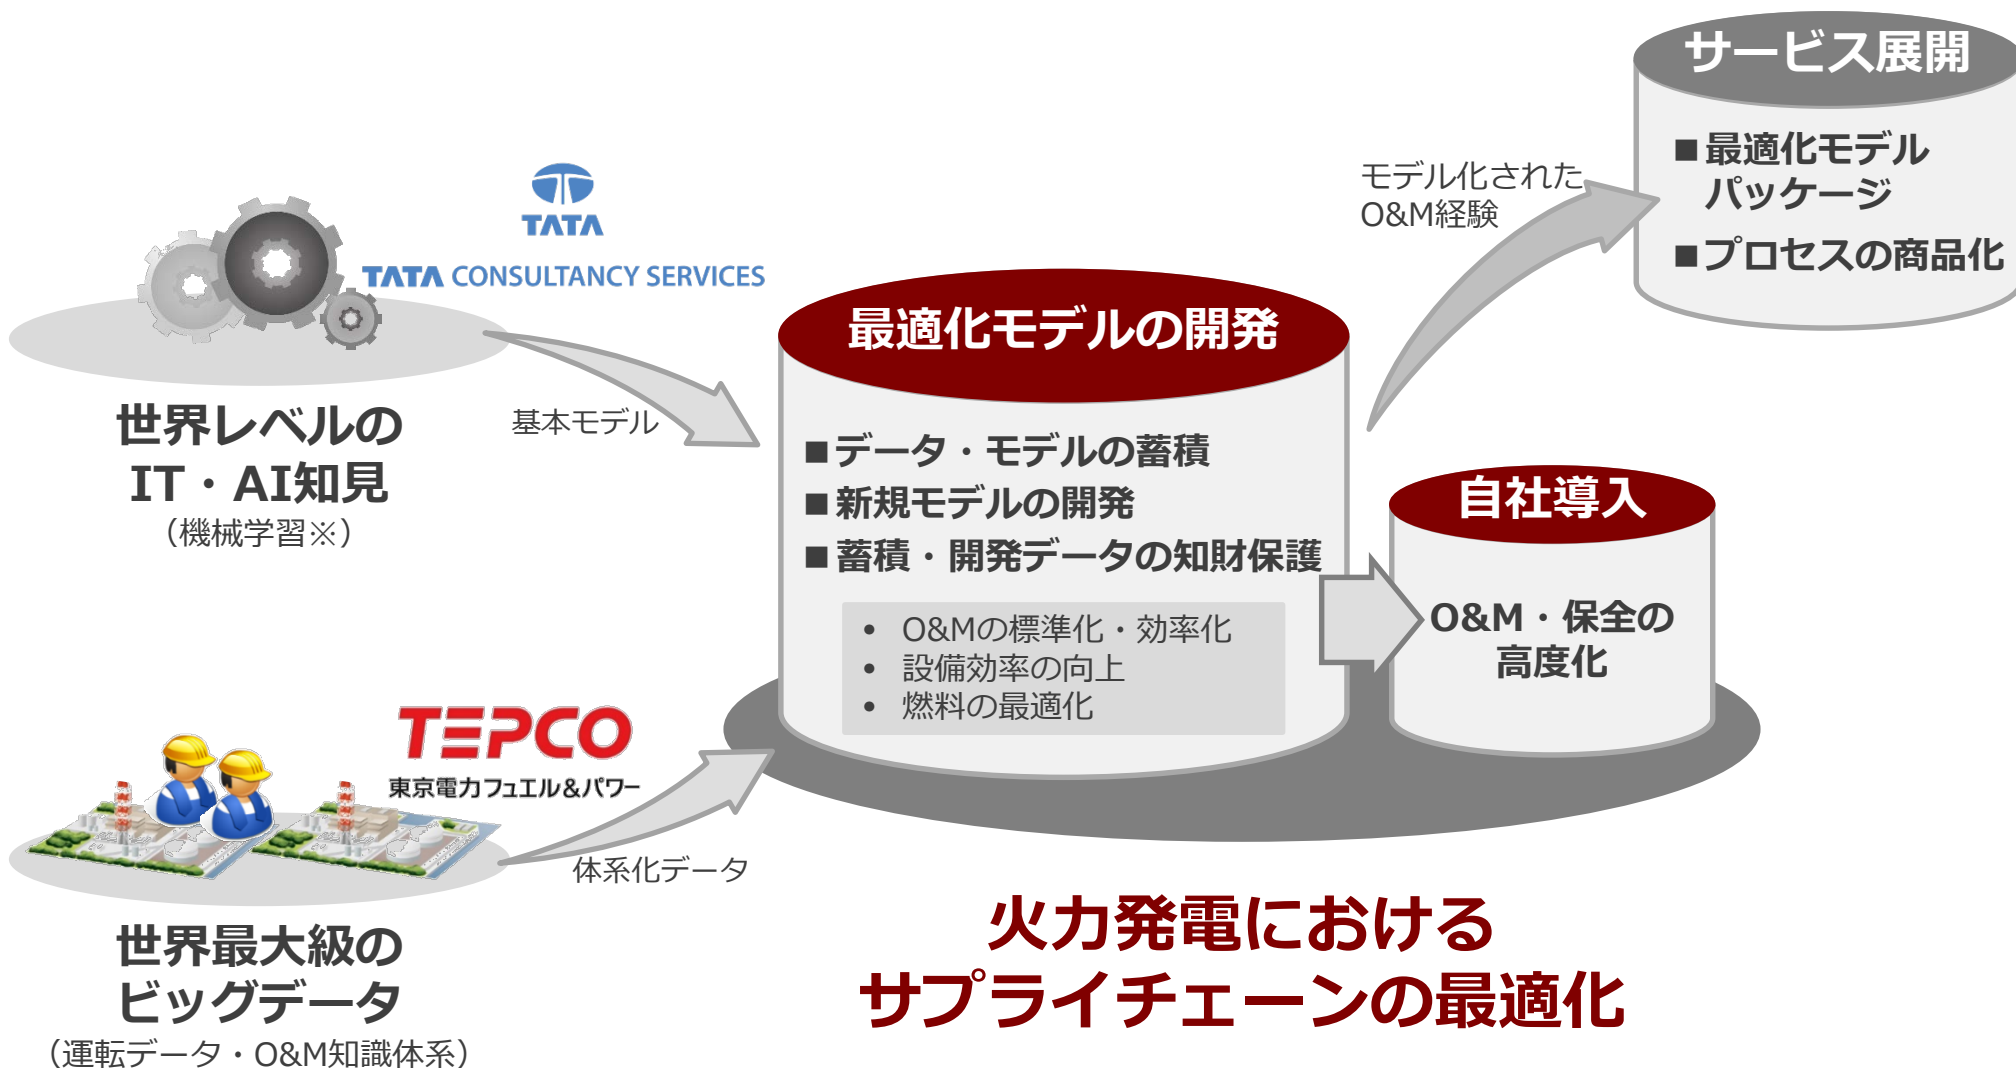 TATA
TATA CONSULTANCY SERVICES
世界レベルの
IT・AI知見
（機械学習※）
基本モデル
TEPCO
東京電力フュエル&パワー
世界最大級の
ビッグデータ
（運転データ・O&M知識体系）
体系化データ
最適化モデルの開発
■データ・モデルの蓄積
■新規モデルの開発
■蓄積・開発データの知財保護
• O&Mの標準化・効率化
• 設備効率の向上
• 燃料の最適化
モデル化された
O&M経験
サービス展開
■最適化モデル
パッケージ
■プロセスの商品化
自社導入
O&M・保全の
高度化
火力発電における
サプライチェーンの最適化